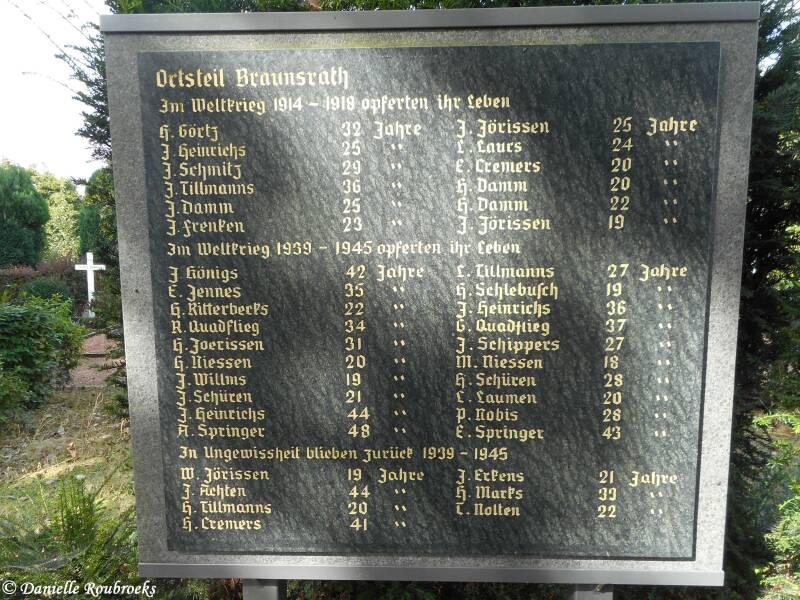 Ortsteil Braunsrath
Im Weltkrieg 1914 - 1918 opferten ihr Leben
H. Görtz 32 Jahre J. Jörissen 25 Jahre
J. Heinrichs 25 " L. Laurs 24 "
J. Schmitz 29 " E. Cremers 20 "
J. Tillmanns 36 " H. Damm 20 "
J. Damm 25 " H. Damm 22 "
J. Frenken 23 " J. Jörissen 19 "
Im Weltkrieg 1939 - 1945 opferten ihr Leben
J Königs 42 Jahre L. Tillmanns 27 Jahre
E. Jennes 35 " H. Schlebusch 19 "
H. Ritterbecks 22 " J. Heinrichs 36 "
R. Quadflieg 34 " G. Quadflieg 37 "
H. Joerissen 31 " J. Schippers 27 "
H. Niessen 20 " M. Niessen 18 "
J. Willms 19 " H. Schüren 28 "
J. Schüren 21 " L. Laumen 20 "
J. Heinrichs 44 " P. Nobis 28 "
A. Springer 48 " E. Springer 43 "
In Ungewissheit blieben zurück 1939 - 1945
W. Jörissen 19 Jahre J. Erkens 21 Jahre
J. Achten 44 " H. Marks 33 "
H. Tillmanns 20 " T. Nolten 22 "
H. Cremers 41 "
© Danielle Roubroeks